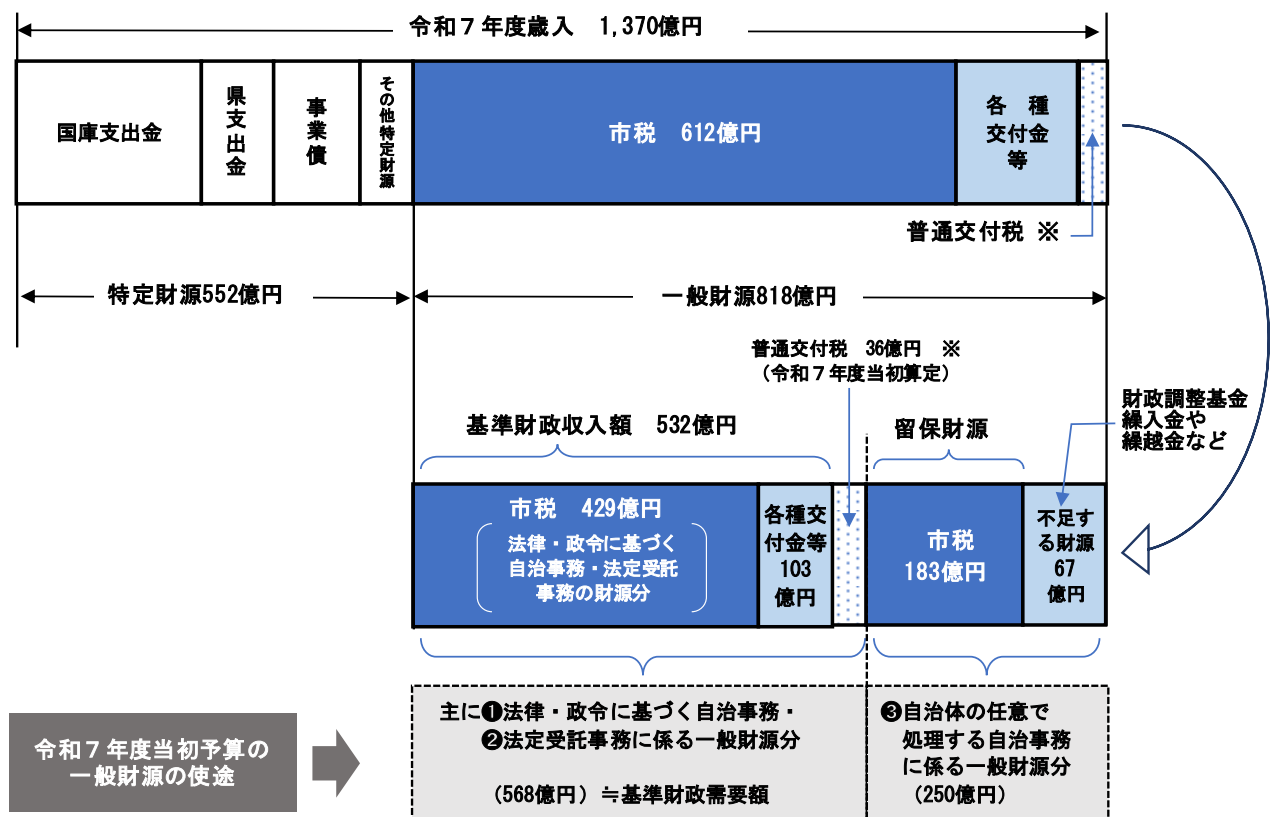 令和７年度歳入　1,370億円
国庫支出金
県支出金
事業債
その他特定財源
市税　612億円
各　種
交付金
等
普通交付税 ※
特定財源552億円
一般財源818億円
普通交付税　36億円　※
（令和７年度当初算定）
財政調整基金
繰入金や
繰越金など
基準財政収入額　532億円
留保財源
市税　429億円
法律・政令に基づく
自治事務・法定受託
事務の財源分
各種交
付金等
103
億円
市税
183億円
不足す
る財源
67
億円
令和７年度当初予算の
一般財源の使途
主に❶法律・政令に基づく自治事務・
❷法定受託事務に係る一般財源分
（568億円）≒基準財政需要額
❸自治体の任意で
処理する自治事務
に係る一般財源分
（250億円）